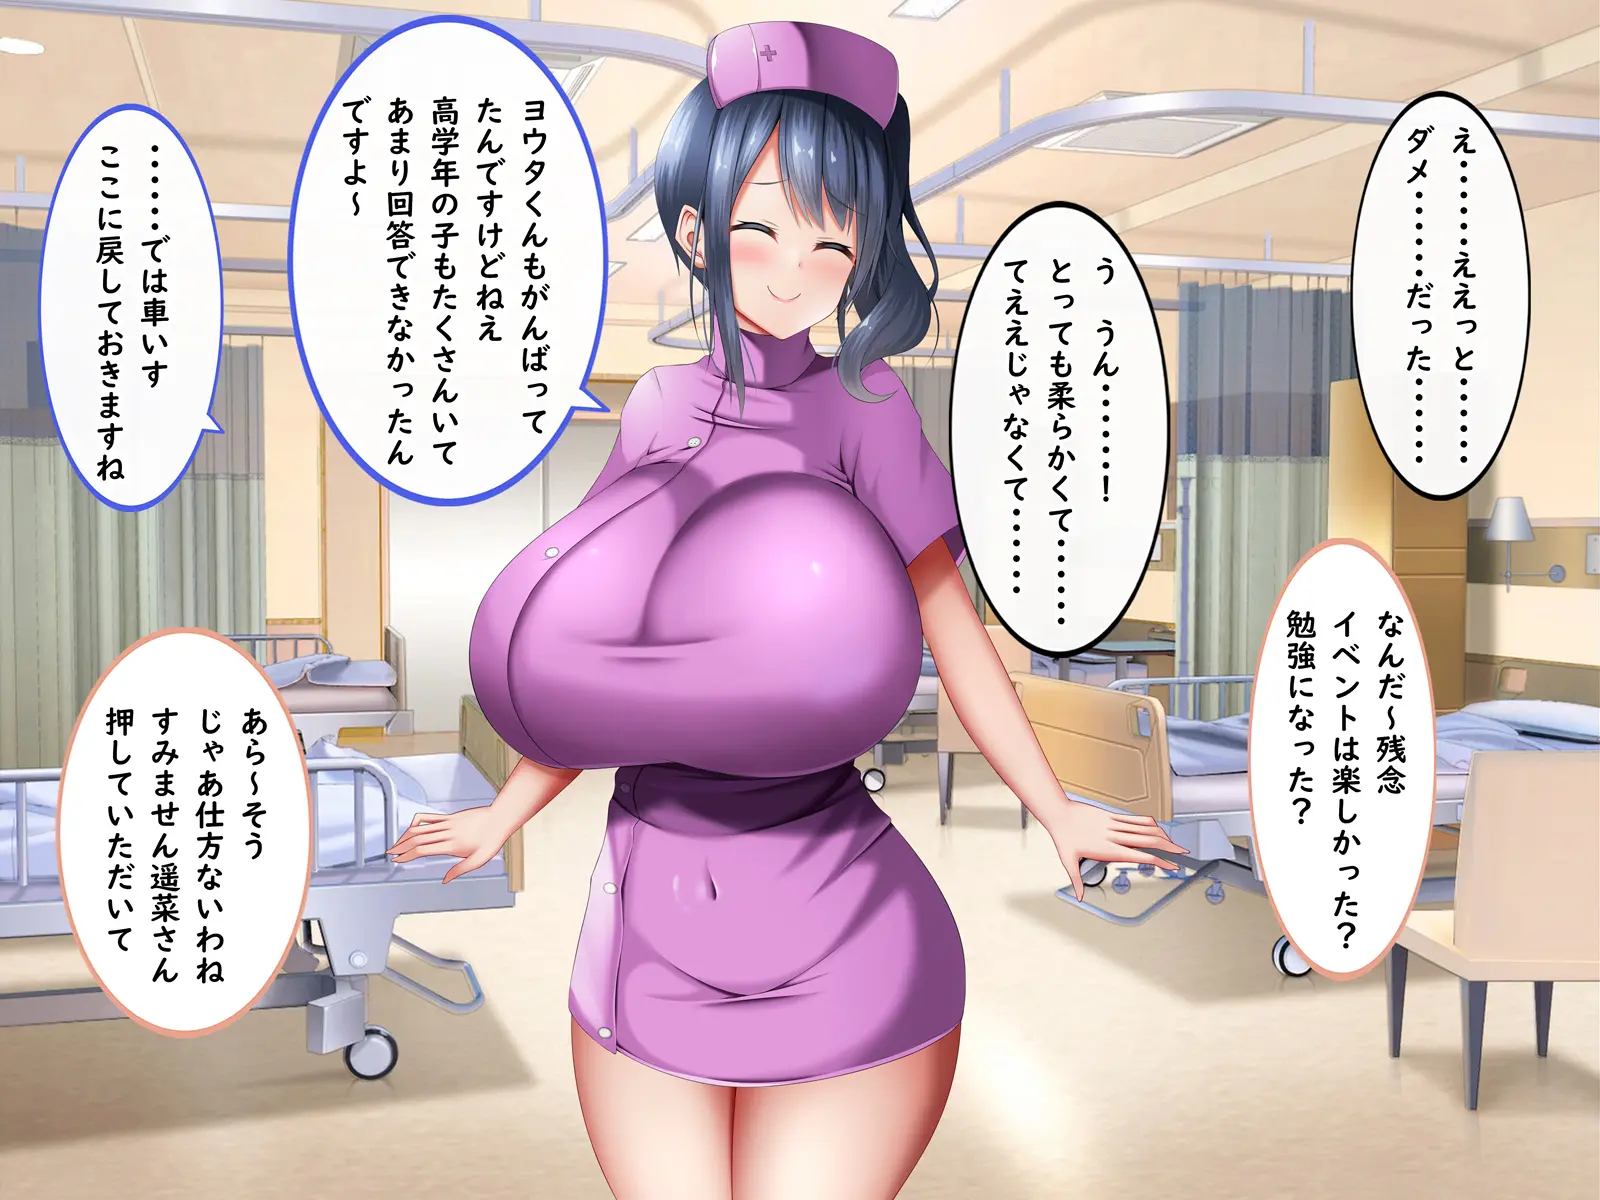 え‥‥‥ええっと‥‥‥
ダメ‥‥‥だった‥‥‥
なんだ～残念
イベントは楽しかった？
勉強になった？
う　うん‥‥‥！
とっても柔らかくて‥‥‥
てええじゃなくて‥‥‥
ヨウタくんもがんばって
たんですけどねえ
高学年の子もたくさんいて
あまり回答できなかったん
ですよ～
あら～そう
じゃあ仕方ないわね
すみません遥菜さん
押していただいて
‥‥‥では車いす
ここに戻しておきますね